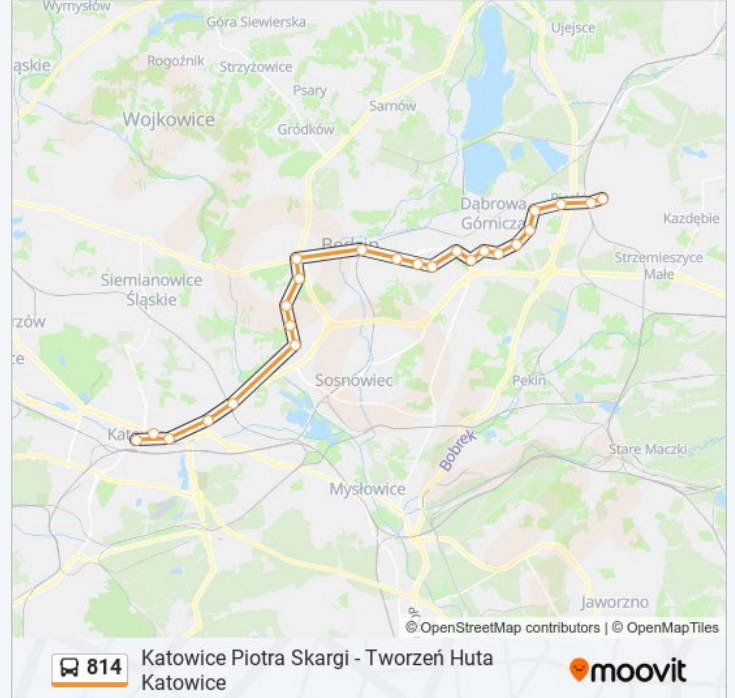 Wymysłów
Góra Siewierska
Ujejsce
ąskie
Rogoźnik
Strzyżowice
Psary
Sarnów
Wojkowice
Gródków
Dąbrowa
Górnicza
Kazdębie
Będzin
Strzemieszyce
Małe
Siemianowice
Śląskie
rzów
ce
Sosnowiec
Pekin
Bobrek
Stare Maczki
Mysłowice
Jaworzno
© OpenStreetMap contributors | © OpenMapTiles
814
Katowice Piotra Skargi - Tworzeń Huta
Katowice
moovit